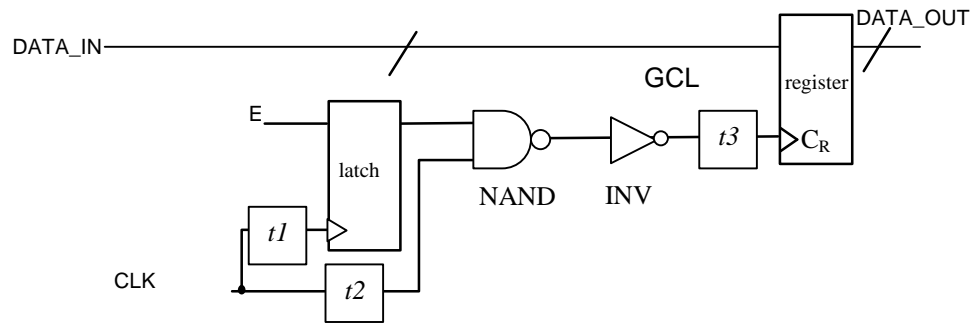 DATA_OUT
DATA_IN
GCL
register
E
t3
C_R
latch
NAND
INV
t1
CLK
t2